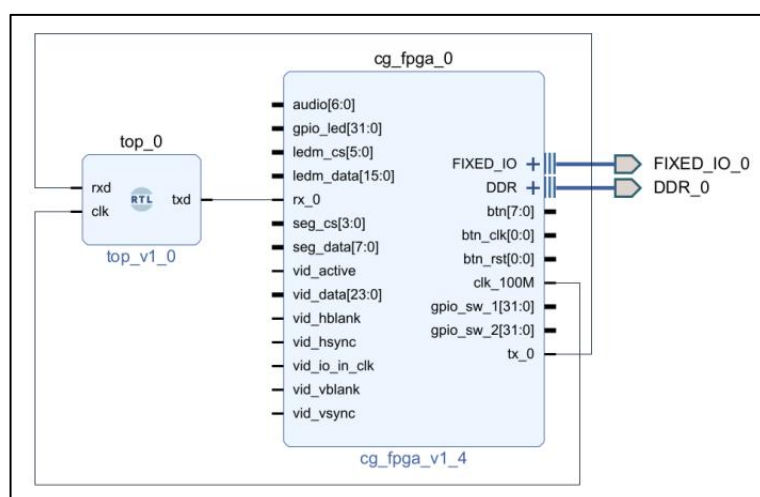 cg_fpga_0
audio[6:0]
gpio_led[31:0]
ledm_cs[5:0]
ledm_data[15:0]
rx_0
seg_cs[3:0]
seg_data[7:0]
vid_active
vid_data[23:0]
vid_hblank
vid_hsync
vid_io_in_clk
vid_vblank
vid_vsync
FIXED_IO
DDR
btn[7:0]
btn_clk[0:0]
btn_rst[0:0]
clk_100M
gpio_sw_1[31:0]
gpio_sw_2[31:0]
tx_0
cg_fpga_v1_4
top_0
rxd
clk
RTL
txd
top_v1_0
FIXED_IO_0
DDR_0